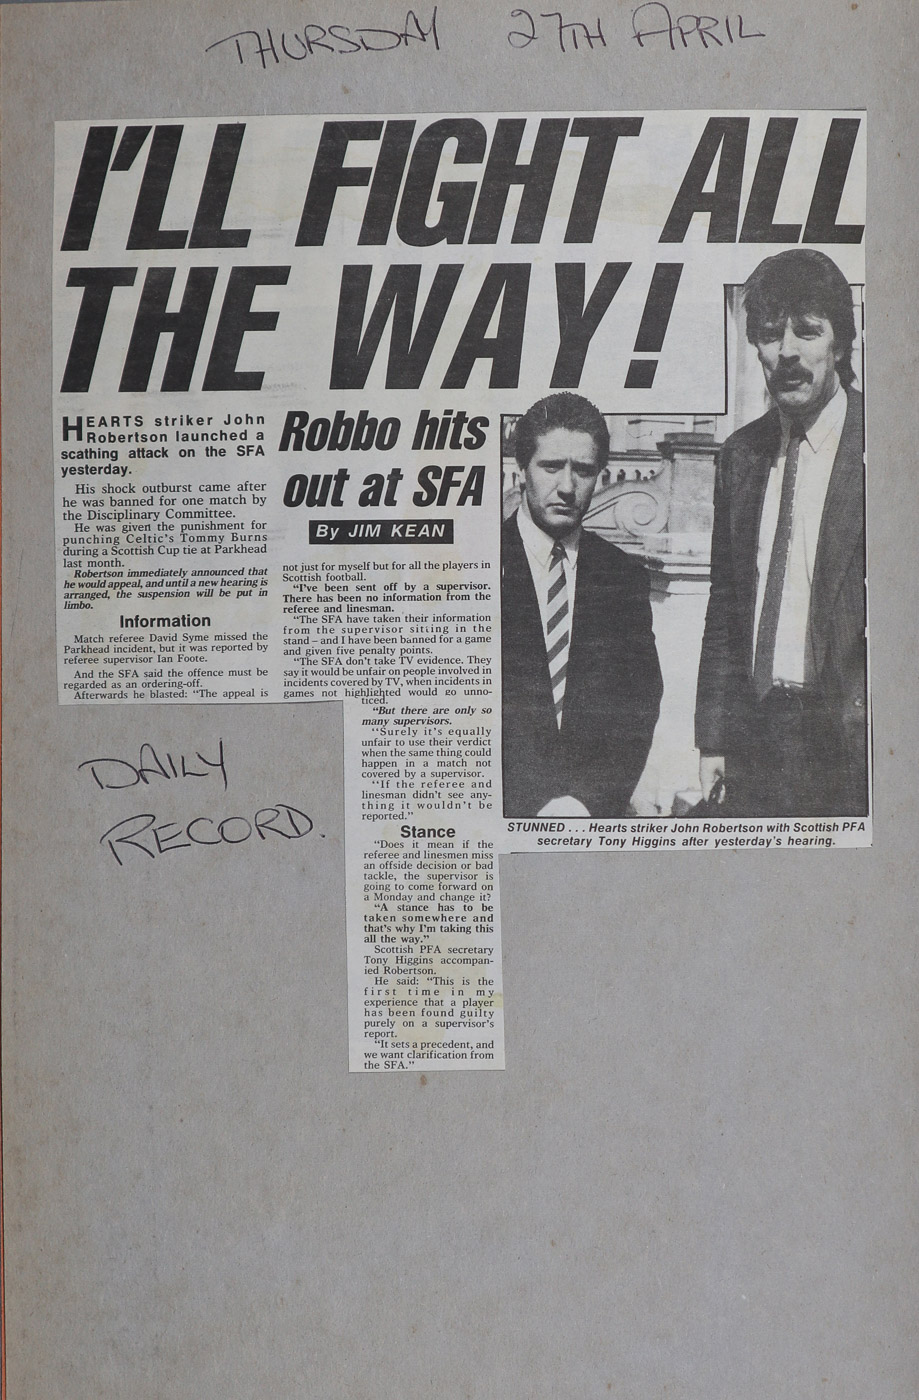 THURSDAY 27TH APRIL
I'LL FIGHT ALL
THE WAY!
HEARTS striker John
Robertson launched a
scathing attack on the SFA
yesterday.
His shock outburst came after
he was banned for one match by
the Disciplinary Committee.
He was given the punishment for
punching Celtic's Tommy Burns
during a Scottish Cup tie at Parkhead
last month.
Robertson immediately announced that
he would appeal, and until a new hearing is
arranged, the suspension will be put in
limbo.
Information
Match referee David Syme missed the
Parkhead incident, but it was reported by
referee supervisor Ian Foote.
And the SFA said the offence must be
regarded as an ordering-off.
Afterwards he blasted: "The appeal is
Robbo hits
out at SFA
By JIM KEAN
not just for myself but for all the players in
Scottish football.
"I've been sent off by a supervisor.
There has been no information from the
referee and linesman.
"The SFA have taken their information
from the supervisor sitting in the
stand – and I have been banned for a game
and given five penalty points.
"The SFA don't take TV evidence. They
say it would be unfair on people involved in
incidents covered by TV, when incidents in
games not highlighted would go unno-
ticed.
"But there are only so
many supervisors.
"Surely it's equally
unfair to use their verdict
when the same thing could
happen in a match not
covered by a supervisor.
"If the referee and
linesman didn't see any-
thing it wouldn't be
reported."
Stance
"Does it mean if the
referee and linesmen miss
an offside decision or bad
tackle, the supervisor is
going to come forward on
a Monday and change it?
"A stance has to be
taken somewhere and
that's why I'm taking this
all the way."
Scottish PFA secretary
Tony Higgins accompan-
ied Robertson.
He said: "This is the
first time in my
experience that a player
has been found guilty
purely on a supervisor's
report.
"It sets a precedent, and
we want clarification from
the SFA."
STUNNED . . . Hearts striker John Robertson with Scottish PFA
secretary Tony Higgins after yesterday's hearing.
DAILY
RECORD.